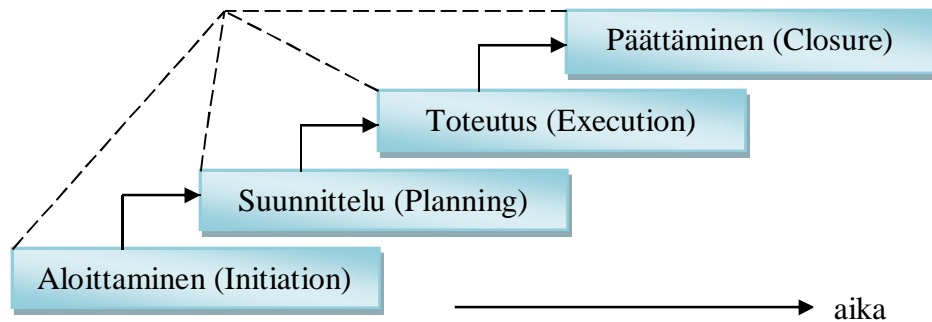 Päättäminen (Closure)
Toteutus (Execution)
Suunnittelu (Planning)
Aloittaminen (Initiation)
aika